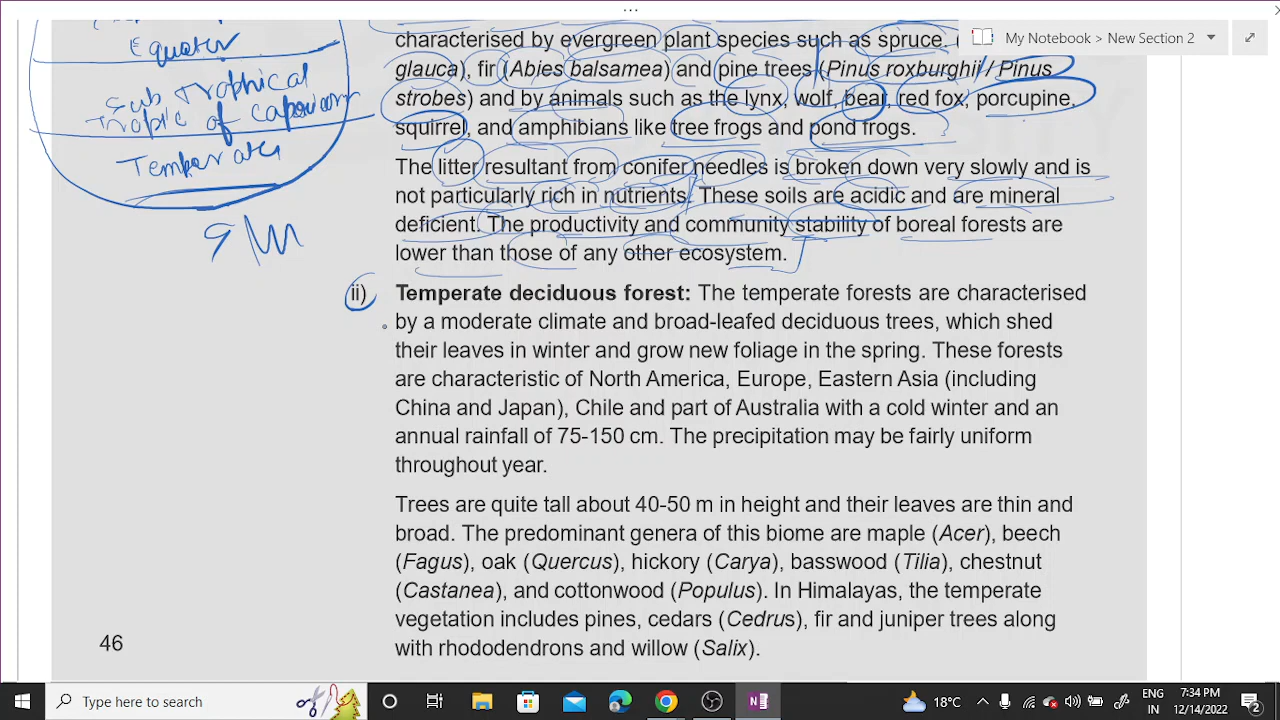 ...
My Notebook > New Section 2
Equator
Sub trophical
Tropic of Capricorn
Temperate
characterised by evergreen plant species such as spruce.
glauca), fir (Abies balsamea) and pine trees (Pinus roxburghii / Pinus
strobes) and by animals such as the lynx, wolf, bear, red fox, porcupine,
squirrel, and amphibians like tree frogs and pond frogs.
The litter resultant from conifer needles is broken down very slowly and is
not particularly rich in nutrients. These soils are acidic and are mineral
deficient. The productivity and community stability of boreal forests are
lower than those of any other ecosystem.
ii) Temperate deciduous forest: The temperate forests are characterised
by a moderate climate and broad-leafed deciduous trees, which shed
their leaves in winter and grow new foliage in the spring. These forests
are characteristic of North America, Europe, Eastern Asia (including
China and Japan), Chile and part of Australia with a cold winter and an
annual rainfall of 75-150 cm. The precipitation may be fairly uniform
throughout year.
Trees are quite tall about 40-50 m in height and their leaves are thin and
broad. The predominant genera of this biome are maple (Acer), beech
(Fagus), oak (Quercus), hickory (Carya), basswood (Tilia), chestnut
(Castanea), and cottonwood (Populus). In Himalayas, the temperate
vegetation includes pines, cedars (Cedrus), fir and juniper trees along
with rhododendrons and willow (Salix).
46
Type here to search
18°C
ENG
IN
7:34 PM
12/14/2022
2